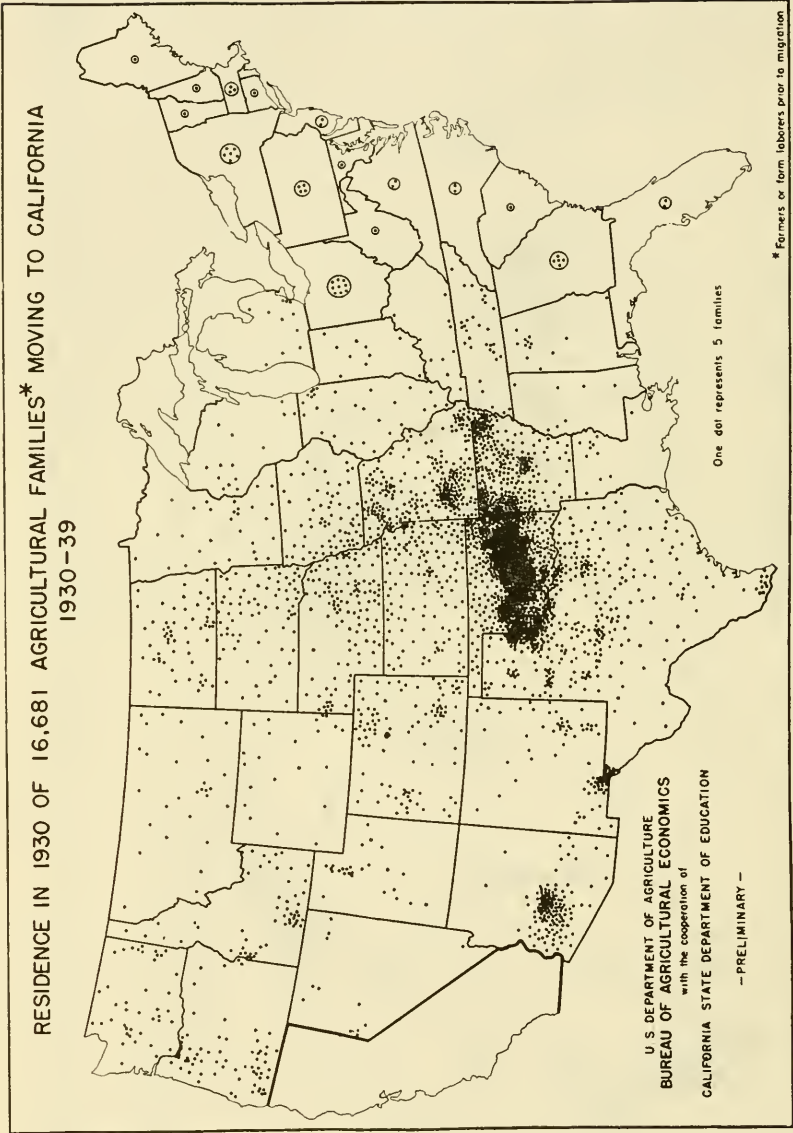 RESIDENCE IN 1930 OF 16,681 AGRICULTURAL FAMILIES* MOVING TO CALIFORNIA
1930-39
One dot represents 5 families
U. S. DEPARTMENT OF AGRICULTURE
BUREAU OF AGRICULTURAL ECONOMICS
with the cooperation of
CALIFORNIA STATE DEPARTMENT OF EDUCATION
—PRELIMINARY—
* Farmers or farm laborers prior to migration